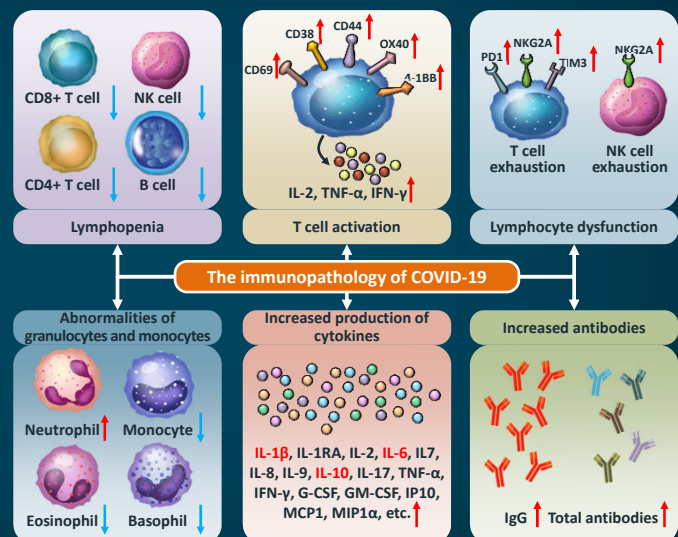 CD8+ T cell
NK cell
CD4+ T cell
B cell
Lymphopenia
CD69
CD38
CD44
OX40
4-1BB
IL-2, TNF-α, IFN-γ
T cell activation
PD1
NKG2A
TIM3
NKG2A
T cell
exhaustion
NK cell
exhaustion
Lymphocyte dysfunction
The immunopathology of COVID-19
Abnormalities of
granulocytes and monocytes
Neutrophil
Monocyte
Eosinophil
Basophil
Increased production of
cytokines
IL-1β, IL-1RA, IL-2, IL-6, IL7,
IL-8, IL-9, IL-10, IL-17, TNF-α,
IFN-γ, G-CSF, GM-CSF, IP10,
MCP1, MIP1α, etc.
Increased antibodies
IgG
Total antibodies